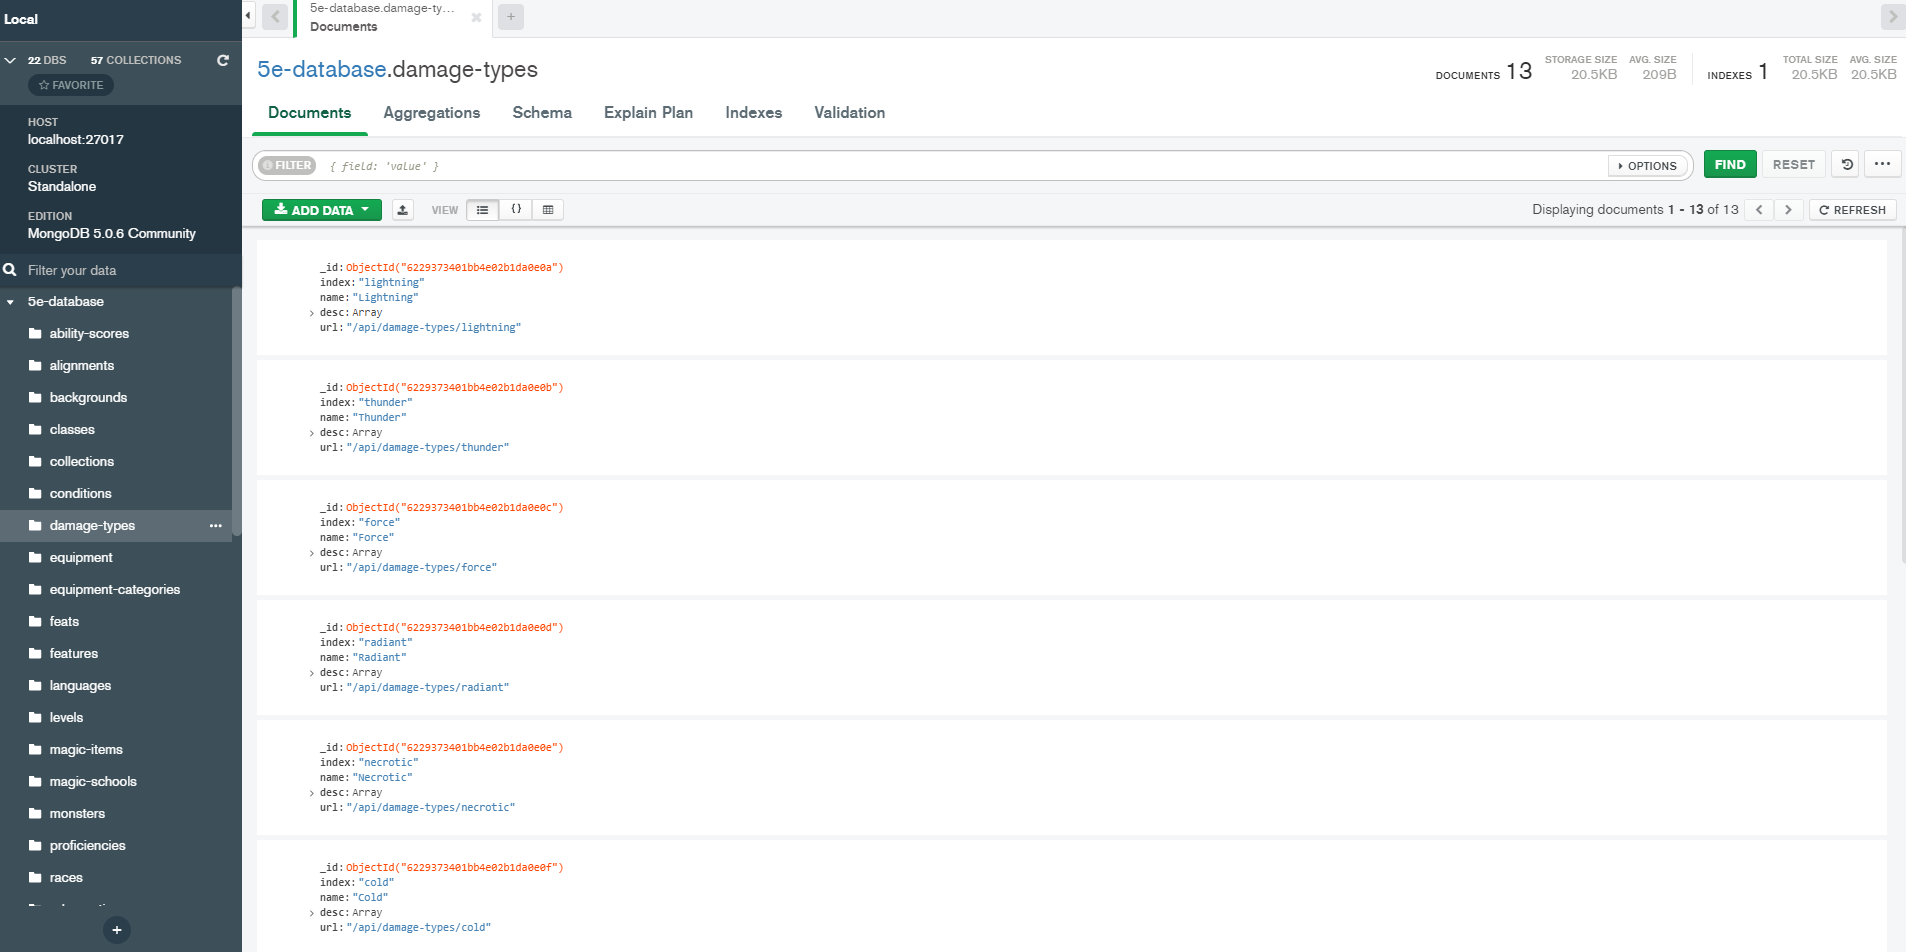 Local
22 DBS 57 COLLECTIONS
☆ FAVORITE
HOST
localhost:27017
CLUSTER
Standalone
EDITION
MongoDB 5.0.6 Community
Filter your data
5e-database
ability-scores
alignments
backgrounds
classes
collections
conditions
damage-types
equipment
equipment-categories
feats
features
languages
levels
magic-items
magic-schools
monsters
proficiencies
races
5e-database.damage-ty...
Documents
5e-database.damage-types
DOCUMENTS 13
STORAGE SIZE
20.5KB
AVG. SIZE
209B
INDEXES 1
TOTAL SIZE
20.5KB
AVG. SIZE
20.5KB
Documents Aggregations Schema Explain Plan Indexes Validation
FILTER { field: 'value' } OPTIONS FIND RESET
ADD DATA VIEW {} Displaying documents 1 - 13 of 13 REFRESH
_id: ObjectId("6229373401bb4e02b1da0e0a")
index: "lightning"
name: "Lightning"
desc: Array
url: "/api/damage-types/lightning"
_id: ObjectId("6229373401bb4e02b1da0e0b")
index: "thunder"
name: "Thunder"
desc: Array
url: "/api/damage-types/thunder"
_id: ObjectId("6229373401bb4e02b1da0e0c")
index: "force"
name: "Force"
desc: Array
url: "/api/damage-types/force"
_id: ObjectId("6229373401bb4e02b1da0e0d")
index: "radiant"
name: "Radiant"
desc: Array
url: "/api/damage-types/radiant"
_id: ObjectId("6229373401bb4e02b1da0e0e")
index: "necrotic"
name: "Necrotic"
desc: Array
url: "/api/damage-types/necrotic"
_id: ObjectId("6229373401bb4e02b1da0e0f")
index: "cold"
name: "Cold"
desc: Array
url: "/api/damage-types/cold"